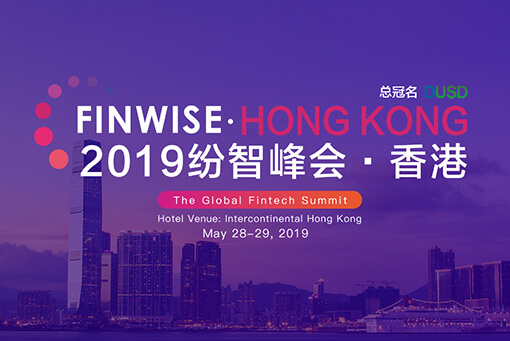 总冠名 DUSD
FINWISE·HONG KONG
2019纷智峰会·香港
The Global Fintech Summit
Hotel Venue: Intercontinental Hong Kong
May 28-29, 2019